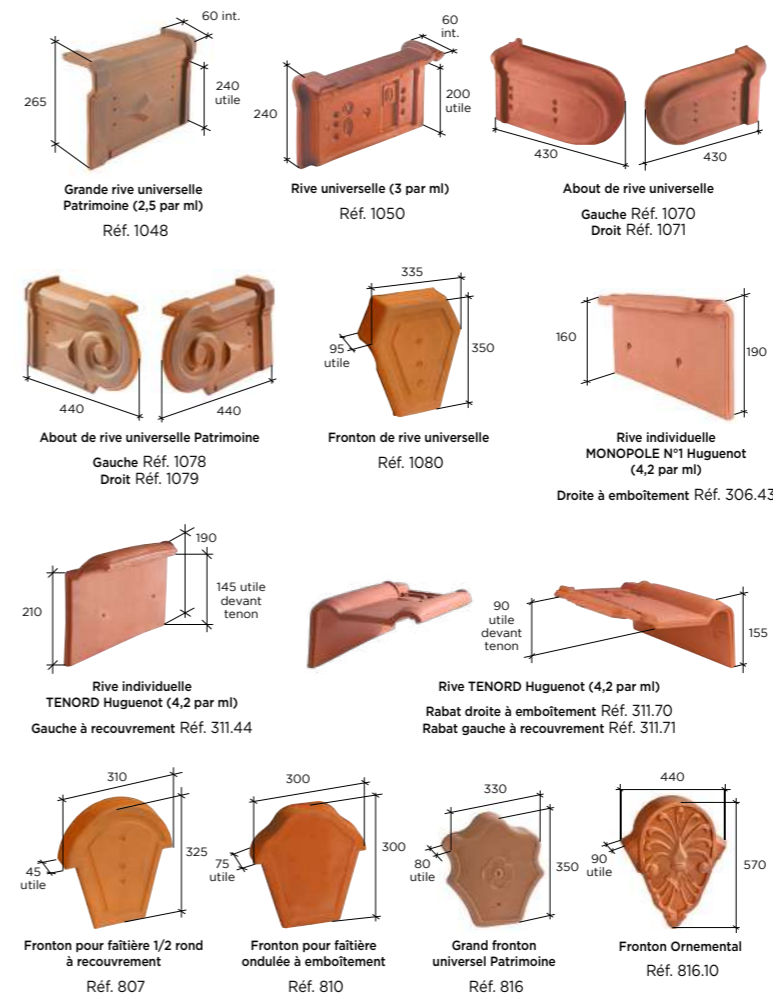 60 int.
265
240
utile
Grande rive universelle
Patrimoine (2,5 par ml)
Réf. 1048
60
int.
240
200
utile
Rive universelle (3 par ml)
Réf. 1050
430
430
About de rive universelle
Gauche Réf. 1070
Droit Réf. 1071
440
440
About de rive universelle Patrimoine
Gauche Réf. 1078
Droit Réf. 1079
335
95
utile
350
Fronton de rive universelle
Réf. 1080
160
190
Rive individuelle
MONOPOLE N°1 Huguenot
(4,2 par ml)
Droite à emboîtement Réf. 306.43
190
210
145 utile
devant
tenon
Rive individuelle
TENORD Huguenot (4,2 par ml)
Gauche à recouvrement Réf. 311.44
90
utile
devant
tenon
155
Rive TENORD Huguenot (4,2 par ml)
Rabat droite à emboîtement Réf. 311.70
Rabat gauche à recouvrement Réf. 311.71
310
325
45
utile
Fronton pour faîtière 1/2 rond
à recouvrement
Réf. 807
300
300
75
utile
Fronton pour faîtière
ondulée à emboîtement
Réf. 810
330
350
80
utile
Grand fronton
universel Patrimoine
Réf. 816
440
570
90
utile
Fronton Ornemental
Réf. 816.10